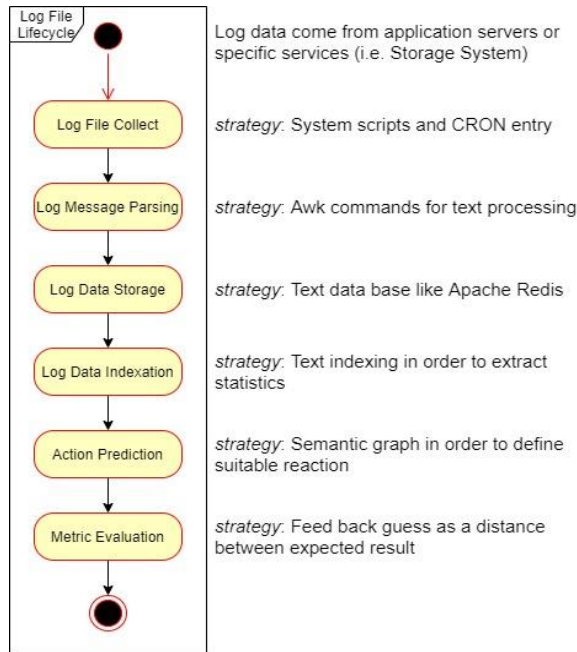 Log File
Lifecycle
Log data come from application servers or
specific services (i.e. Storage System)
Log File Collect
strategy: System scripts and CRON entry
Log Message Parsing
strategy: Awk commands for text processing
Log Data Storage
strategy: Text data base like Apache Redis
Log Data Indexation
strategy: Text indexing in order to extract
statistics
Action Prediction
strategy: Semantic graph in order to define
suitable reaction
Metric Evaluation
strategy: Feed back guess as a distance
between expected result